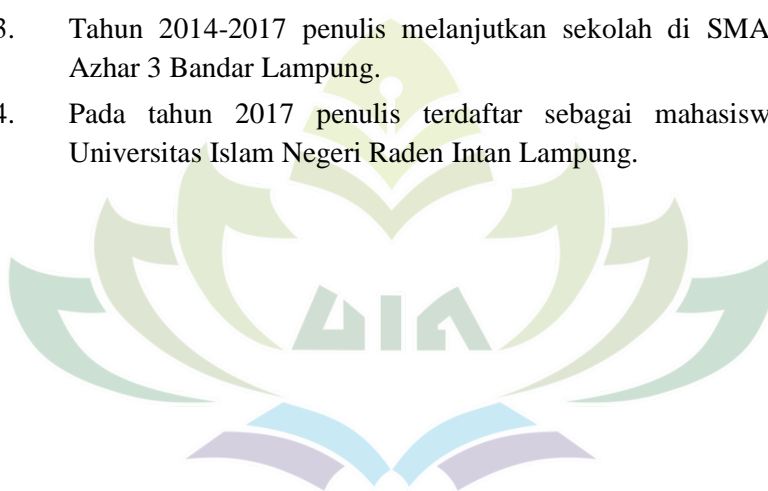 3. Tahun 2014-2017 penulis melanjutkan sekolah di SMA
Azhar 3 Bandar Lampung.
4. Pada tahun 2017 penulis terdaftar sebagai mahasisw
Universitas Islam Negeri Raden Intan Lampung.
UIN